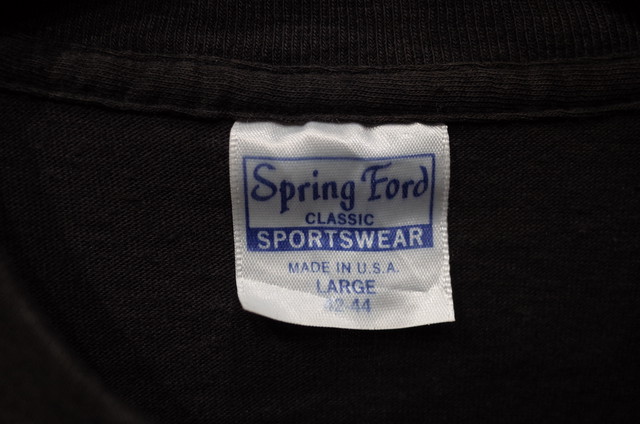 Spring Ford
CLASSIC
SPORTSWEAR
MADE IN U.S.A.
LARGE
42-44